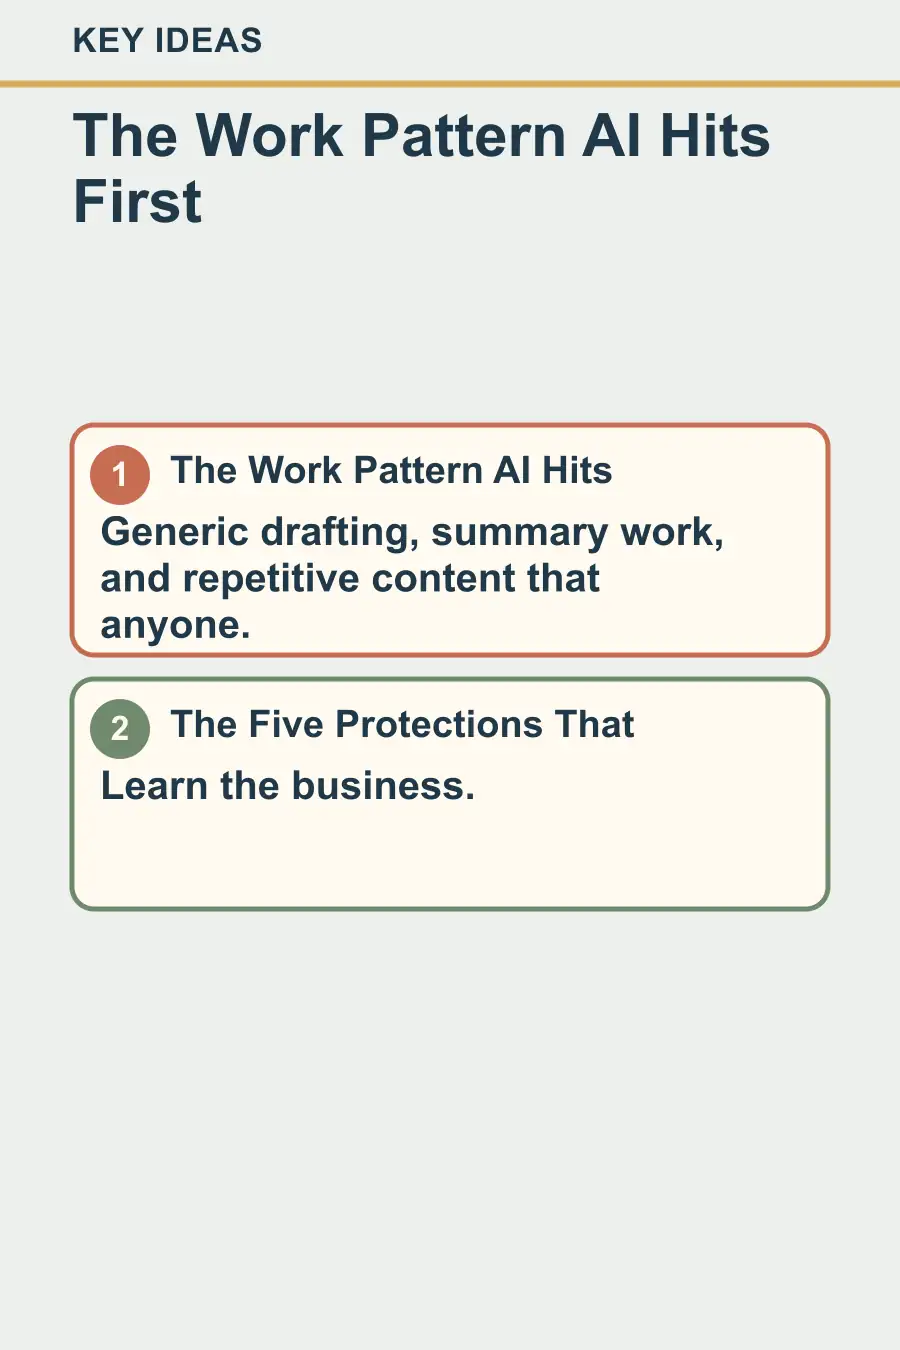 KEY IDEAS
The Work Pattern AI Hits
First
1 The Work Pattern AI Hits
Generic drafting, summary work,
and repetitive content that
anyone.
2 The Five Protections That
Learn the business.